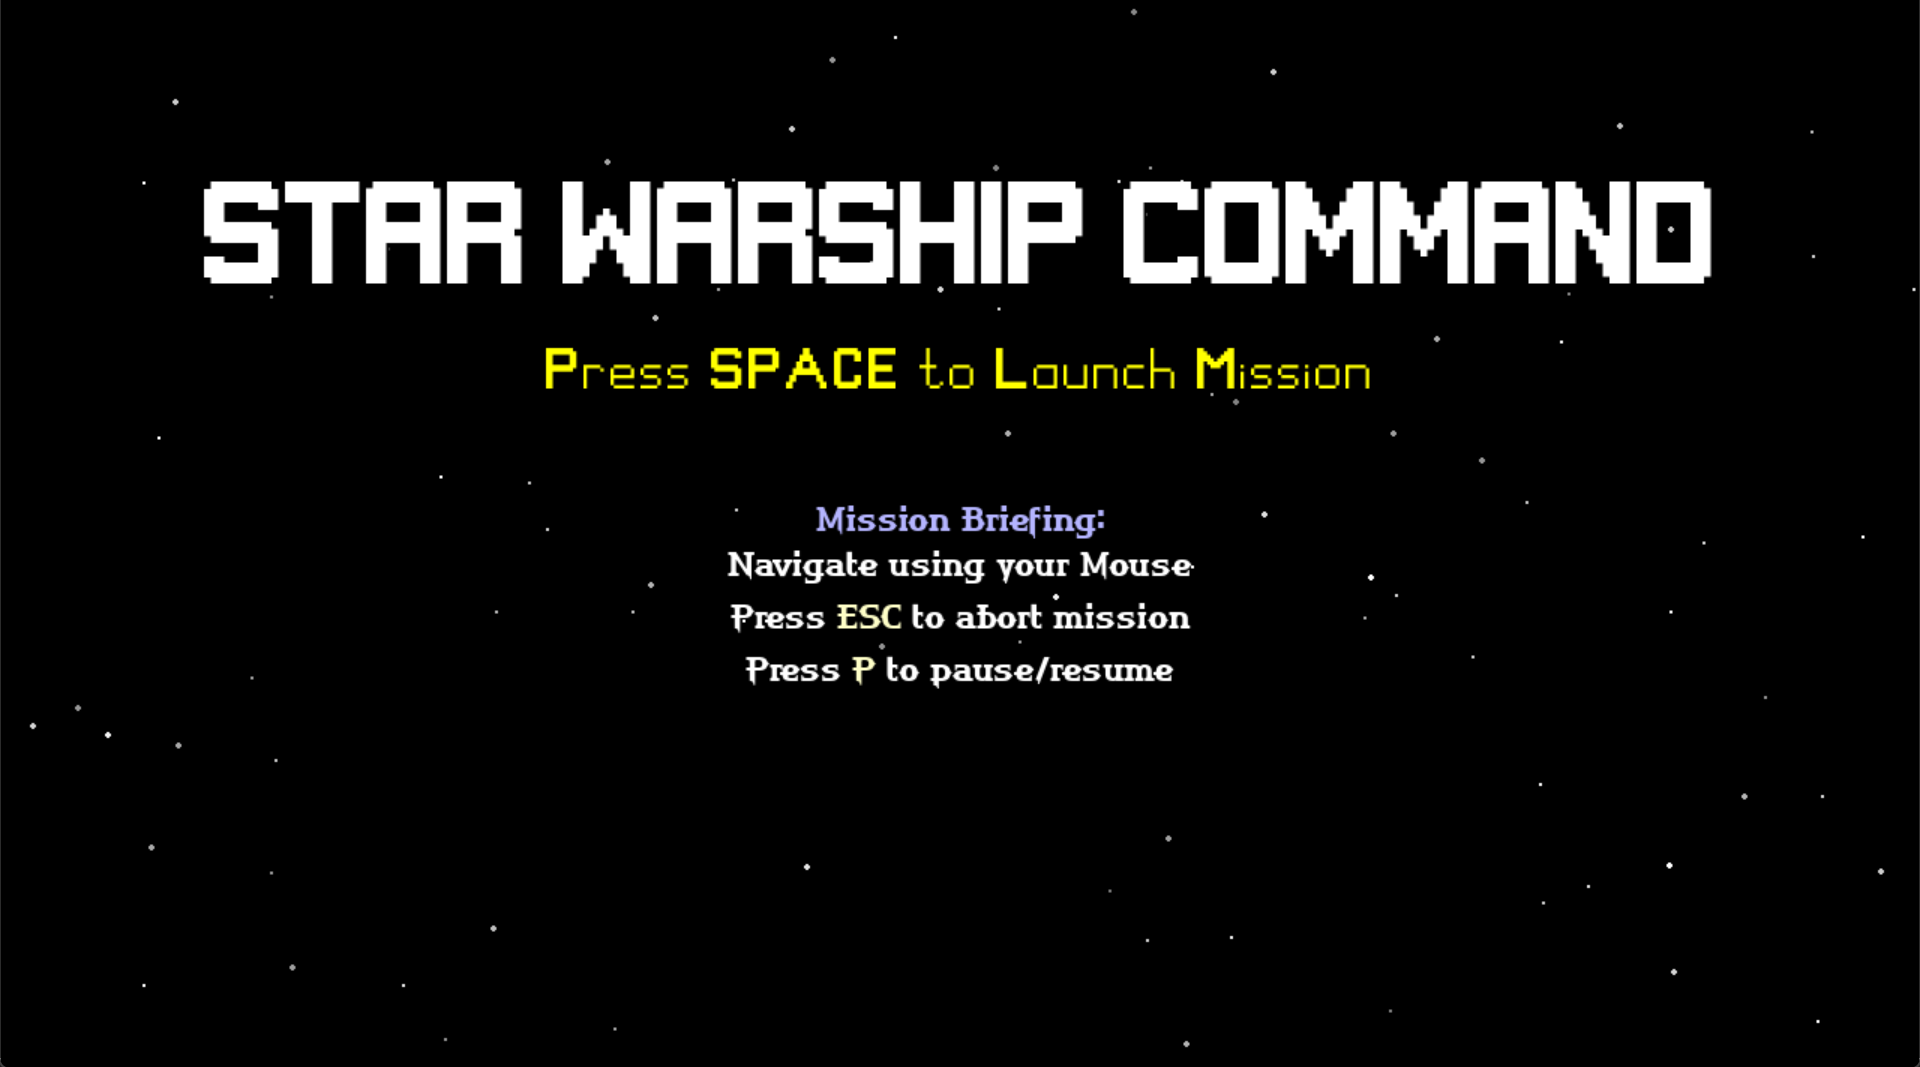 STAR WARSHIP COMMAND
Press SPACE to Launch Mission
Mission Briefing:
Navigate using your Mouse
Press ESC to abort mission
Press P to pause/resume